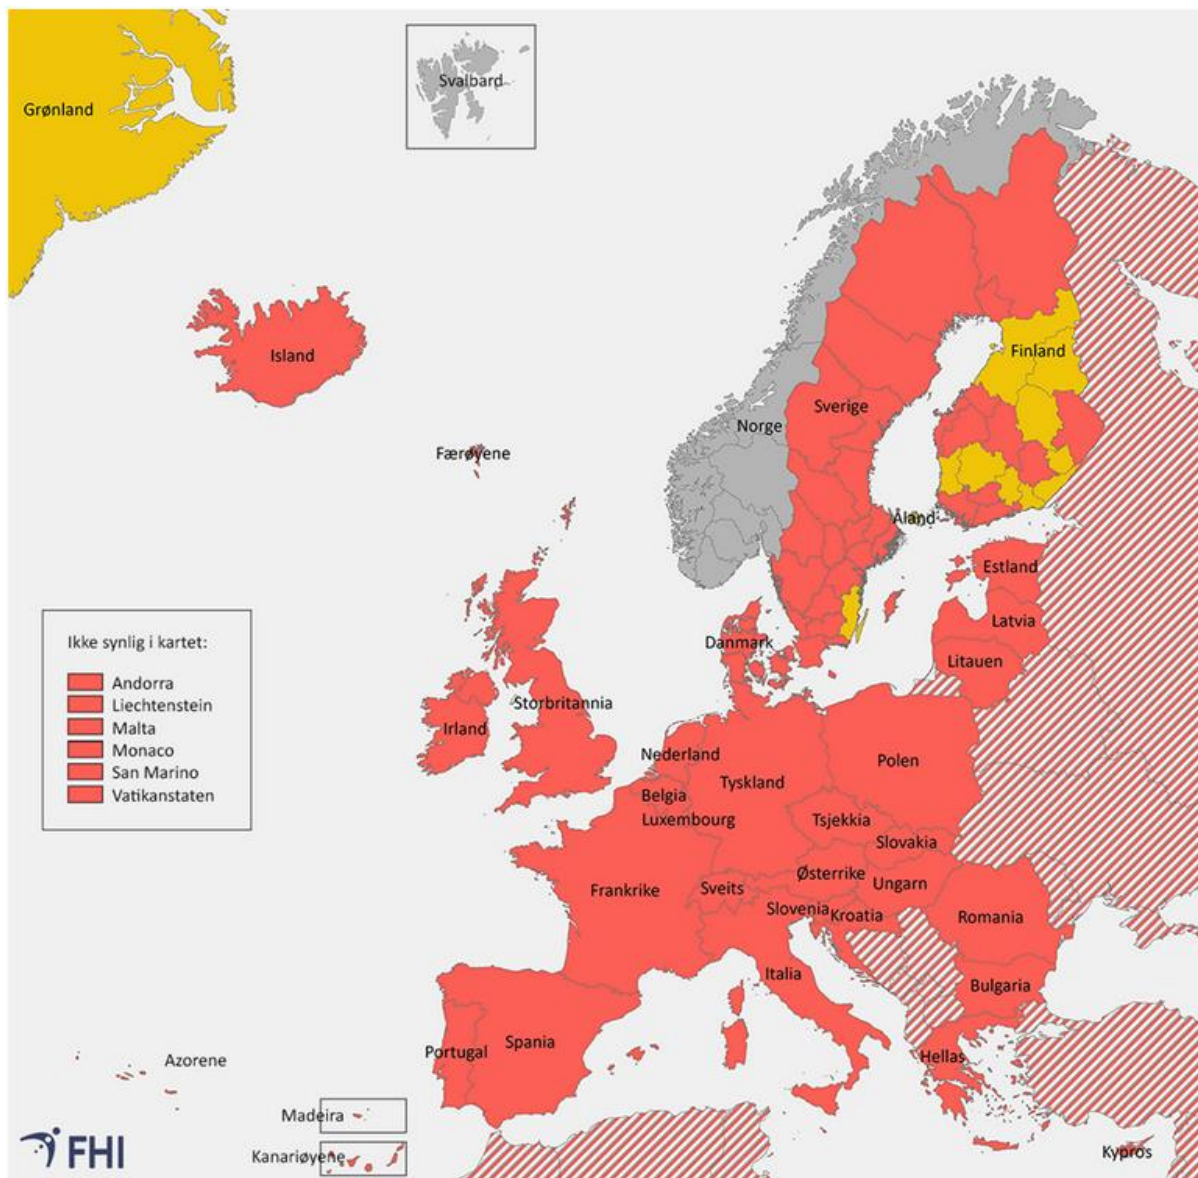 Svalbard
Grønland
Island
Finland
Sverige
Norge
Færøyene
Åland
Estland
Latvia
Danmark
Litauen
Ikke synlig i kartet:
Andorra
Liechtenstein
Malta
Monaco
San Marino
Vatikanstaten
Storbritannia
Irland
Nederland
Polen
Tyskland
Belgia
Luxembourg
Tsjekkia
Slovakia
Østerrike
Ungarn
Frankrike
Sveits
Slovenia
Kroatia
Romania
Italia
Bulgaria
Portugal
Spania
Hellas
Azorene
Madeira
Kanariøyene
Kypros
FHI